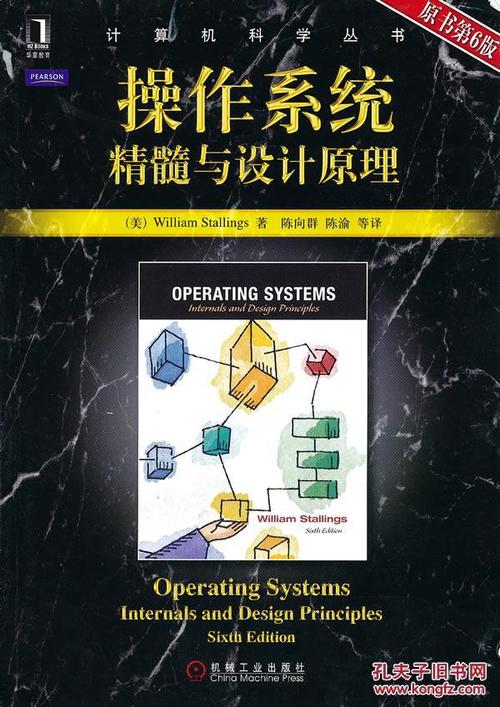 HZ Books
华章教育
PEARSON
计算机科学丛书
原书第6版
操作系统
精髓与设计原理
(美) William Stallings 著 陈向群 陈渝 等译
OPERATING SYSTEMS
Internals and Design Principles
William Stallings
Sixth Edition
Operating Systems
Internals and Design Principles
Sixth Edition
机械工业出版社
China Machine Press
孔夫子旧书网
www.kongfz.com